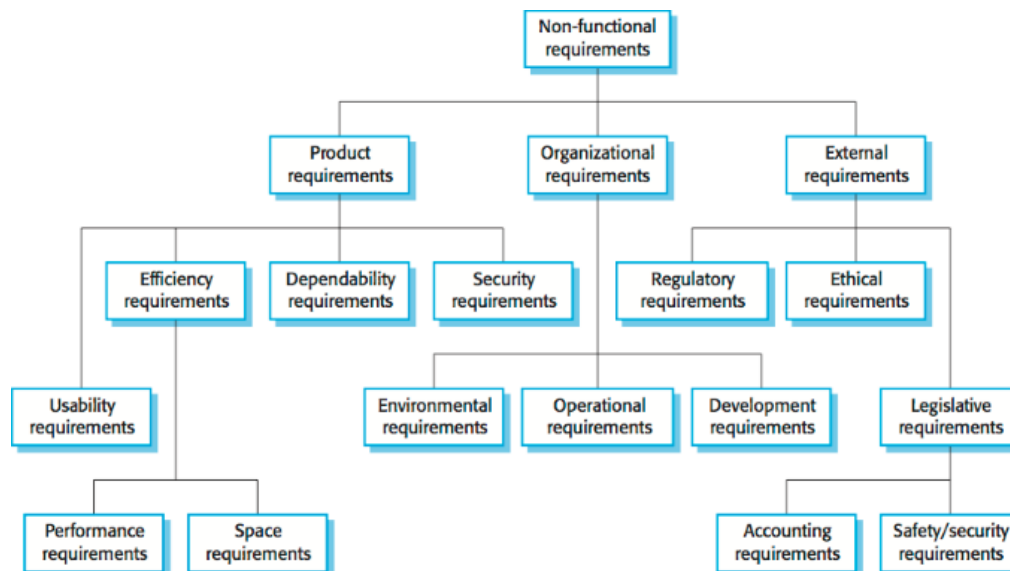 Non-functional
requirements
Product
requirements
Organizational
requirements
External
requirements
Efficiency
requirements
Dependability
requirements
Security
requirements
Regulatory
requirements
Ethical
requirements
Usability
requirements
Environmental
requirements
Operational
requirements
Development
requirements
Legislative
requirements
Performance
requirements
Space
requirements
Accounting
requirements
Safety/security
requirements